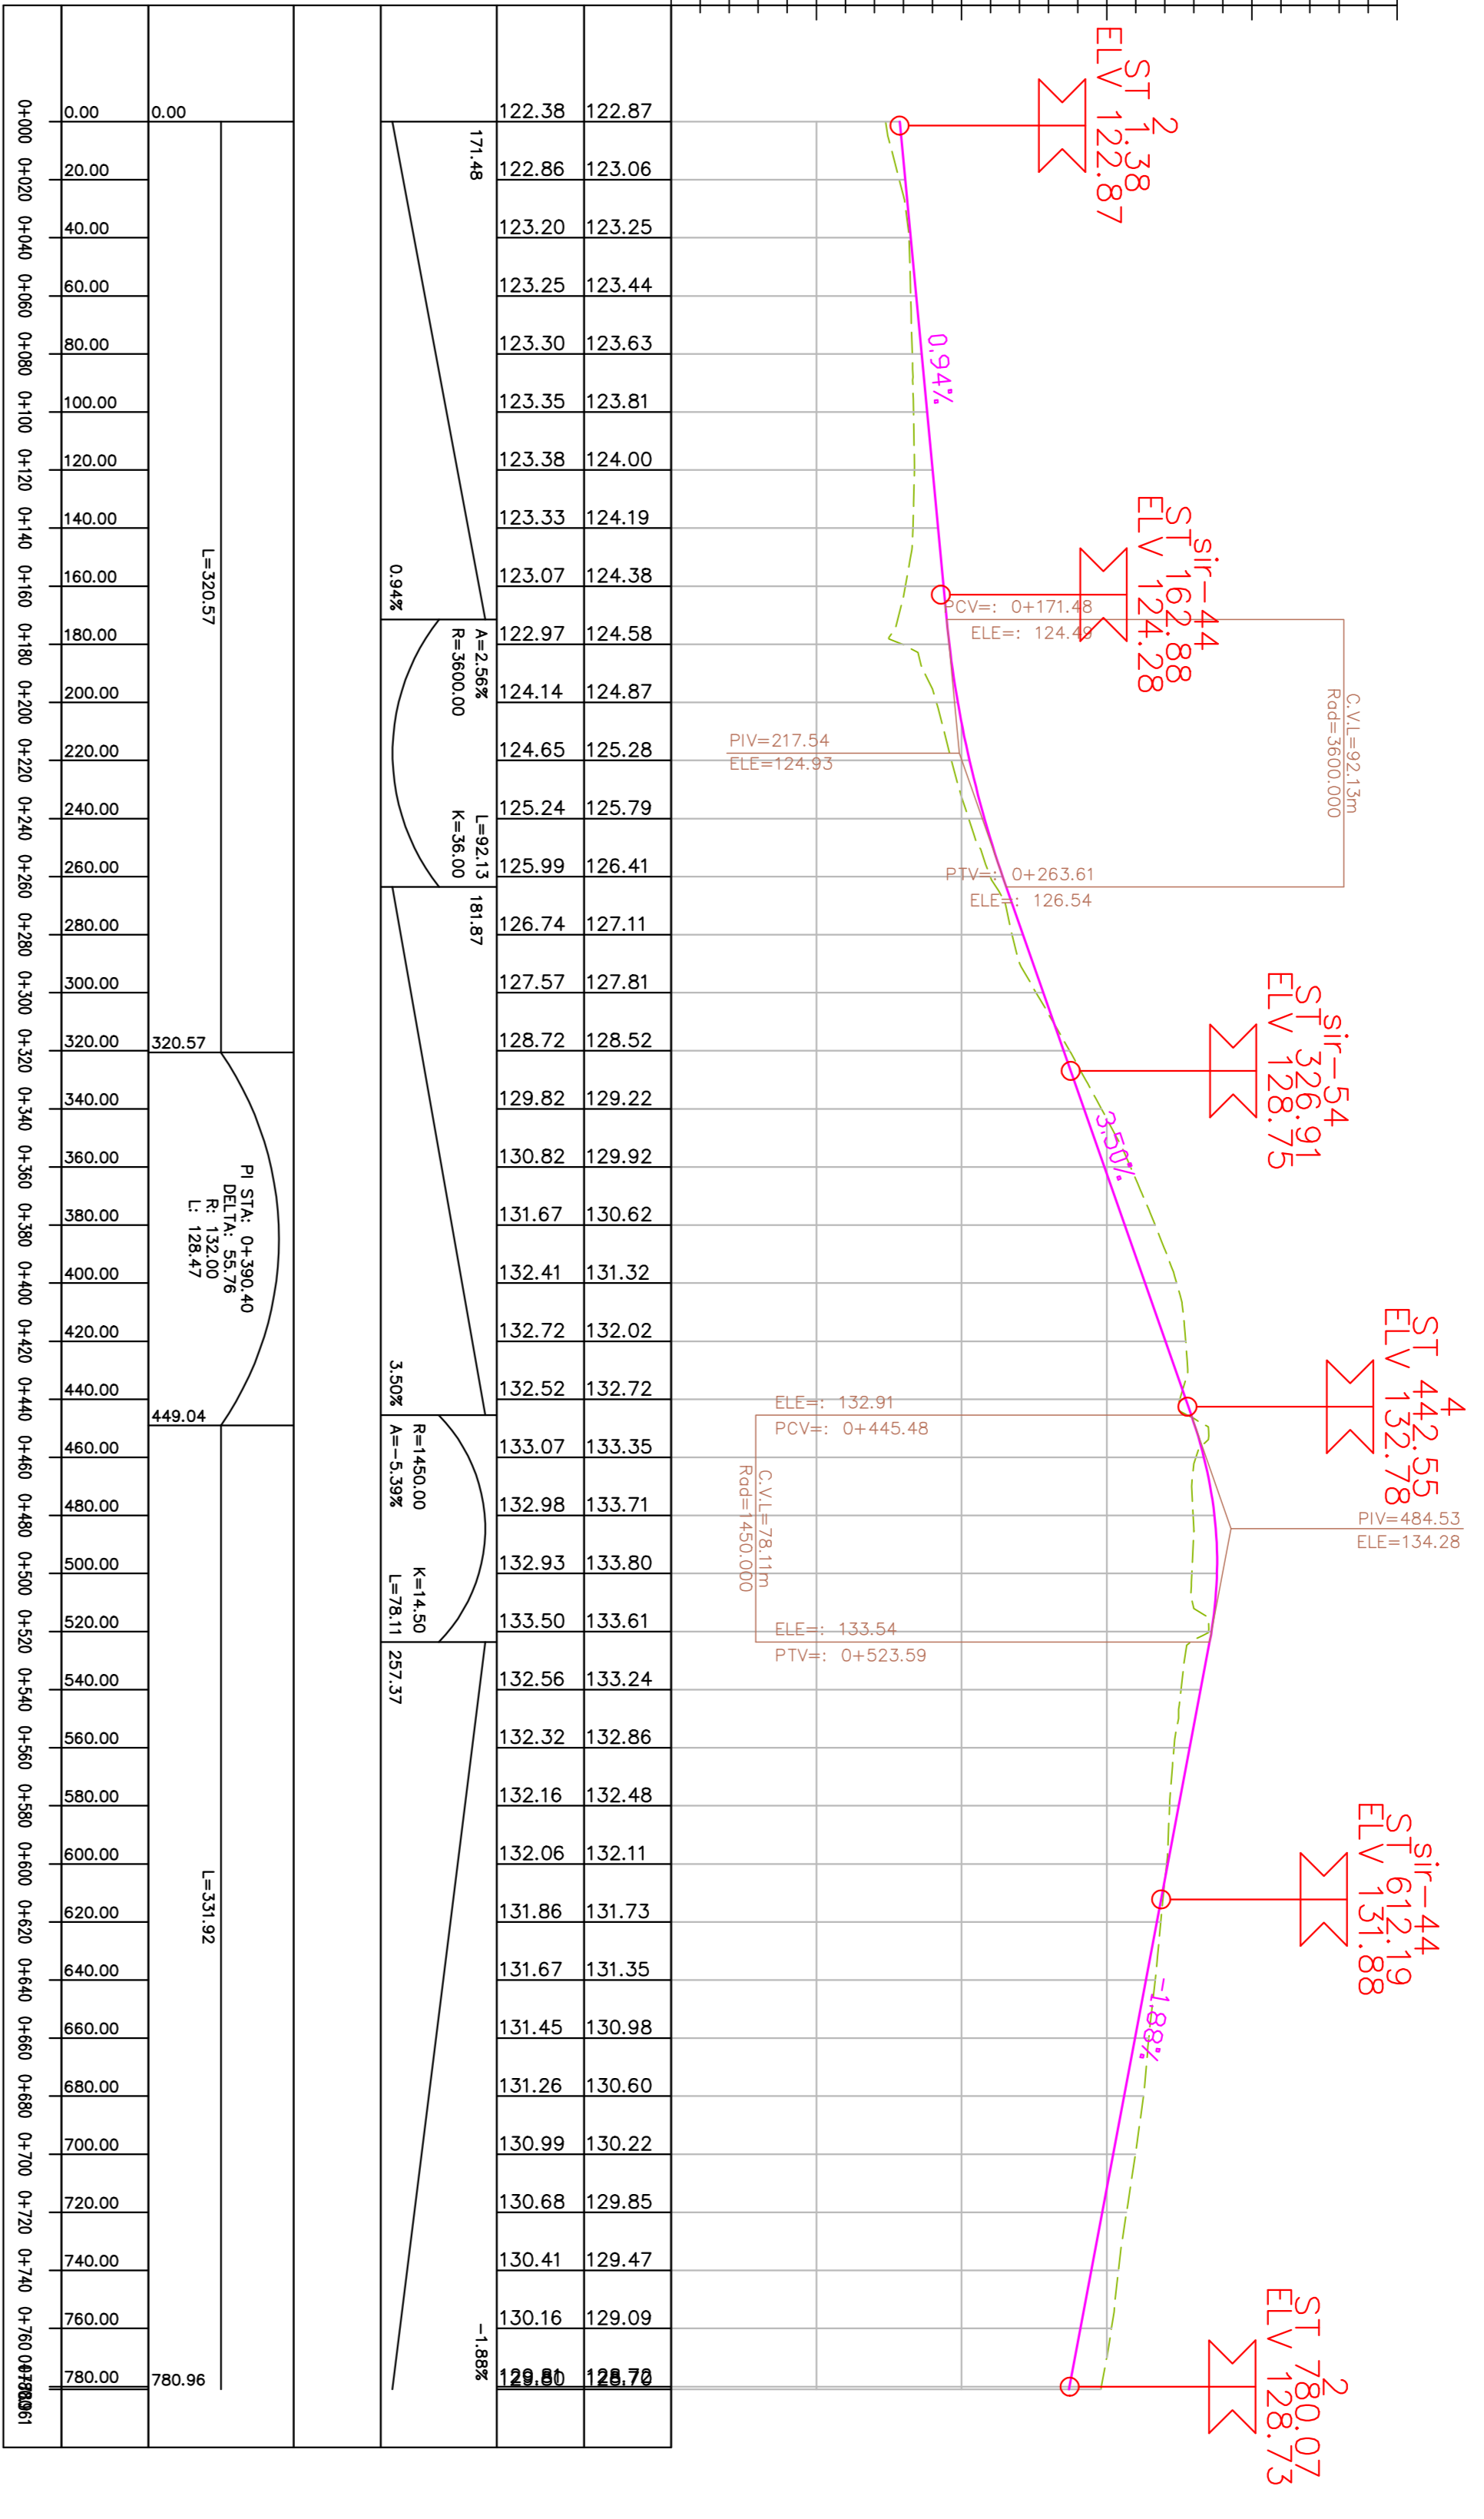 2
ST 1.38
ELV 122.87
sir-44
ST 162.88
ELV 124.28
sir-54
ST 326.91
ELV 128.75
4
ST 442.55
ELV 132.78
sir-44
ST 612.19
ELV 131.88
2
ST 780.07
ELV 128.73
C.V.L=92.13m
Rad=3600.000
PCV=: 0+171.48
ELE=: 124.49
PIV=217.54
ELE=124.93
PTV=: 0+263.61
ELE=: 126.54
PIV=484.53
ELE=134.28
ELE=: 132.91
PCV=: 0+445.48
C.V.L=78.11m
Rad=1450.000
ELE=: 133.54
PTV=: 0+523.59
0.94%
3.50%
-1.88%
122.87 123.06 123.25 123.44 123.63 123.81 124.00 124.19 124.38 124.58 124.87 125.28 125.79 126.41 127.11 127.81 128.52 129.22 129.92 130.62 131.32 132.02 132.72 133.35 133.71 133.80 133.61 133.24 132.86 132.48 132.11 131.73 131.35 130.98 130.60 130.22 129.85 129.47 129.09 128.72 128.70
122.38 122.86 123.20 123.25 123.30 123.35 123.38 123.33 123.07 122.97 124.14 124.65 125.24 125.99 126.74 127.57 128.72 129.82 130.82 131.67 132.41 132.72 132.52 133.07 132.98 132.93 133.50 132.56 132.32 132.16 132.06 131.86 131.67 131.45 131.26 130.99 130.68 130.41 130.16 129.81 129.80
171.48
0.94%
A=2.56%
R=3600.00
L=92.13
K=36.00
181.87
3.50%
R=1450.00
A=-5.39%
K=14.50
L=78.11
257.37
-1.88%
L=320.57
PI STA: 0+390.40
DELTA: 55.76
R: 132.00
L: 128.47
L=331.92
0.00 320.57 449.04 780.96
0.00 20.00 40.00 60.00 80.00 100.00 120.00 140.00 160.00 180.00 200.00 220.00 240.00 260.00 280.00 300.00 320.00 340.00 360.00 380.00 400.00 420.00 440.00 460.00 480.00 500.00 520.00 540.00 560.00 580.00 600.00 620.00 640.00 660.00 680.00 700.00 720.00 740.00 760.00 780.00
0+000 0+020 0+040 0+060 0+080 0+100 0+120 0+140 0+160 0+180 0+200 0+220 0+240 0+260 0+280 0+300 0+320 0+340 0+360 0+380 0+400 0+420 0+440 0+460 0+480 0+500 0+520 0+540 0+560 0+580 0+600 0+620 0+640 0+660 0+680 0+700 0+720 0+740 0+760